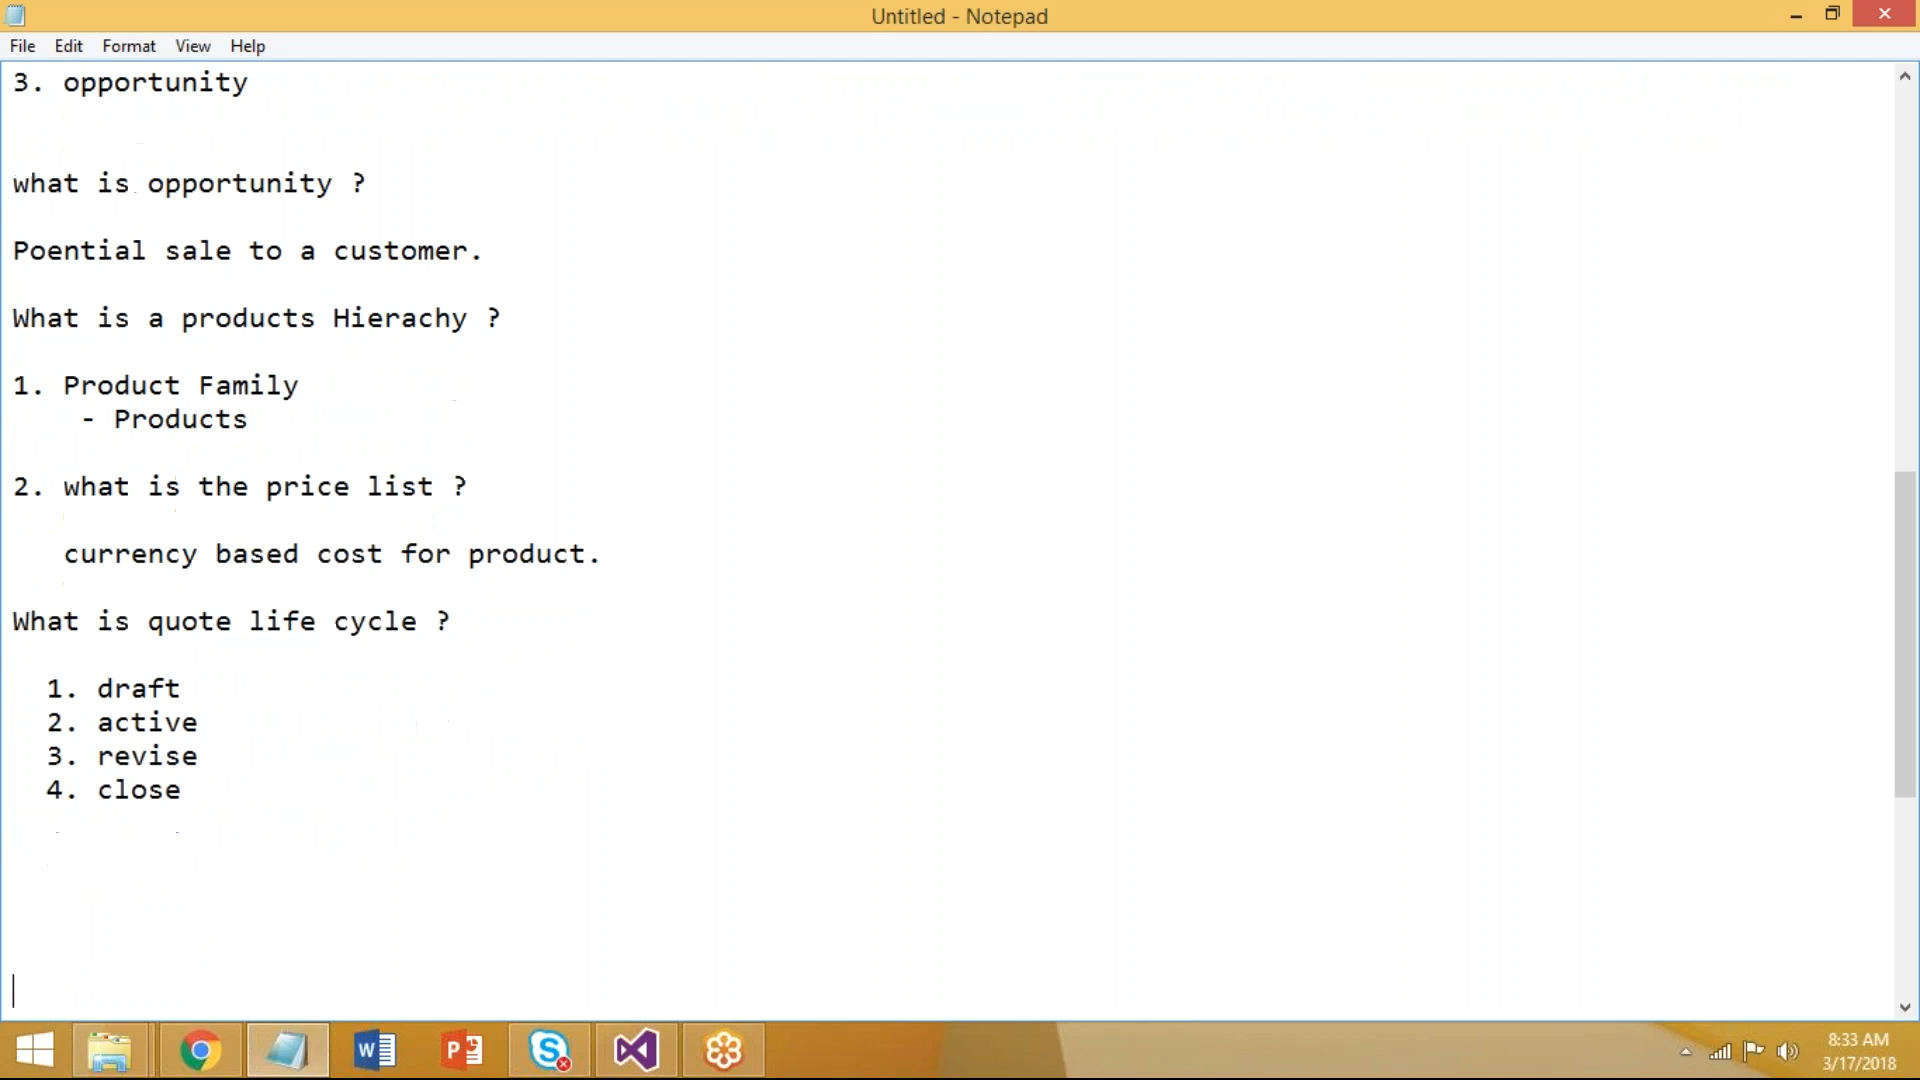 Untitled - Notepad
File Edit Format View Help
3. opportunity
what is opportunity ?
Poential sale to a customer.
What is a products Hierachy ?
1. Product Family
- Products
2. what is the price list ?
currency based cost for product.
What is quote life cycle ?
1. draft
2. active
3. revise
4. close
8:33 AM
3/17/2018